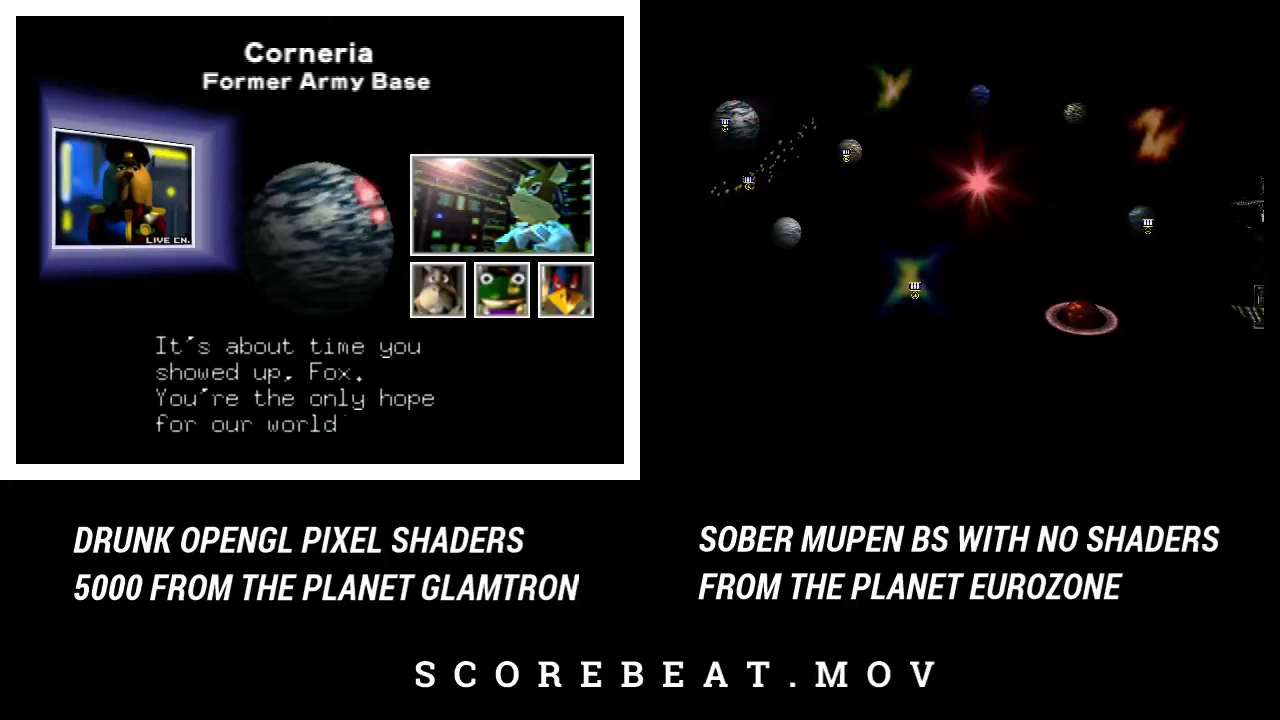 Corneria
Former Army Base
LIVE CN.
It's about time you
showed up, Fox.
You're the only hope
for our world
DRUNK OPENGL PIXEL SHADERS
5000 FROM THE PLANET GLAMTRON
SOBER MUPEN BS WITH NO SHADERS
FROM THE PLANET EUROZONE
SCOREBEAT.MOV